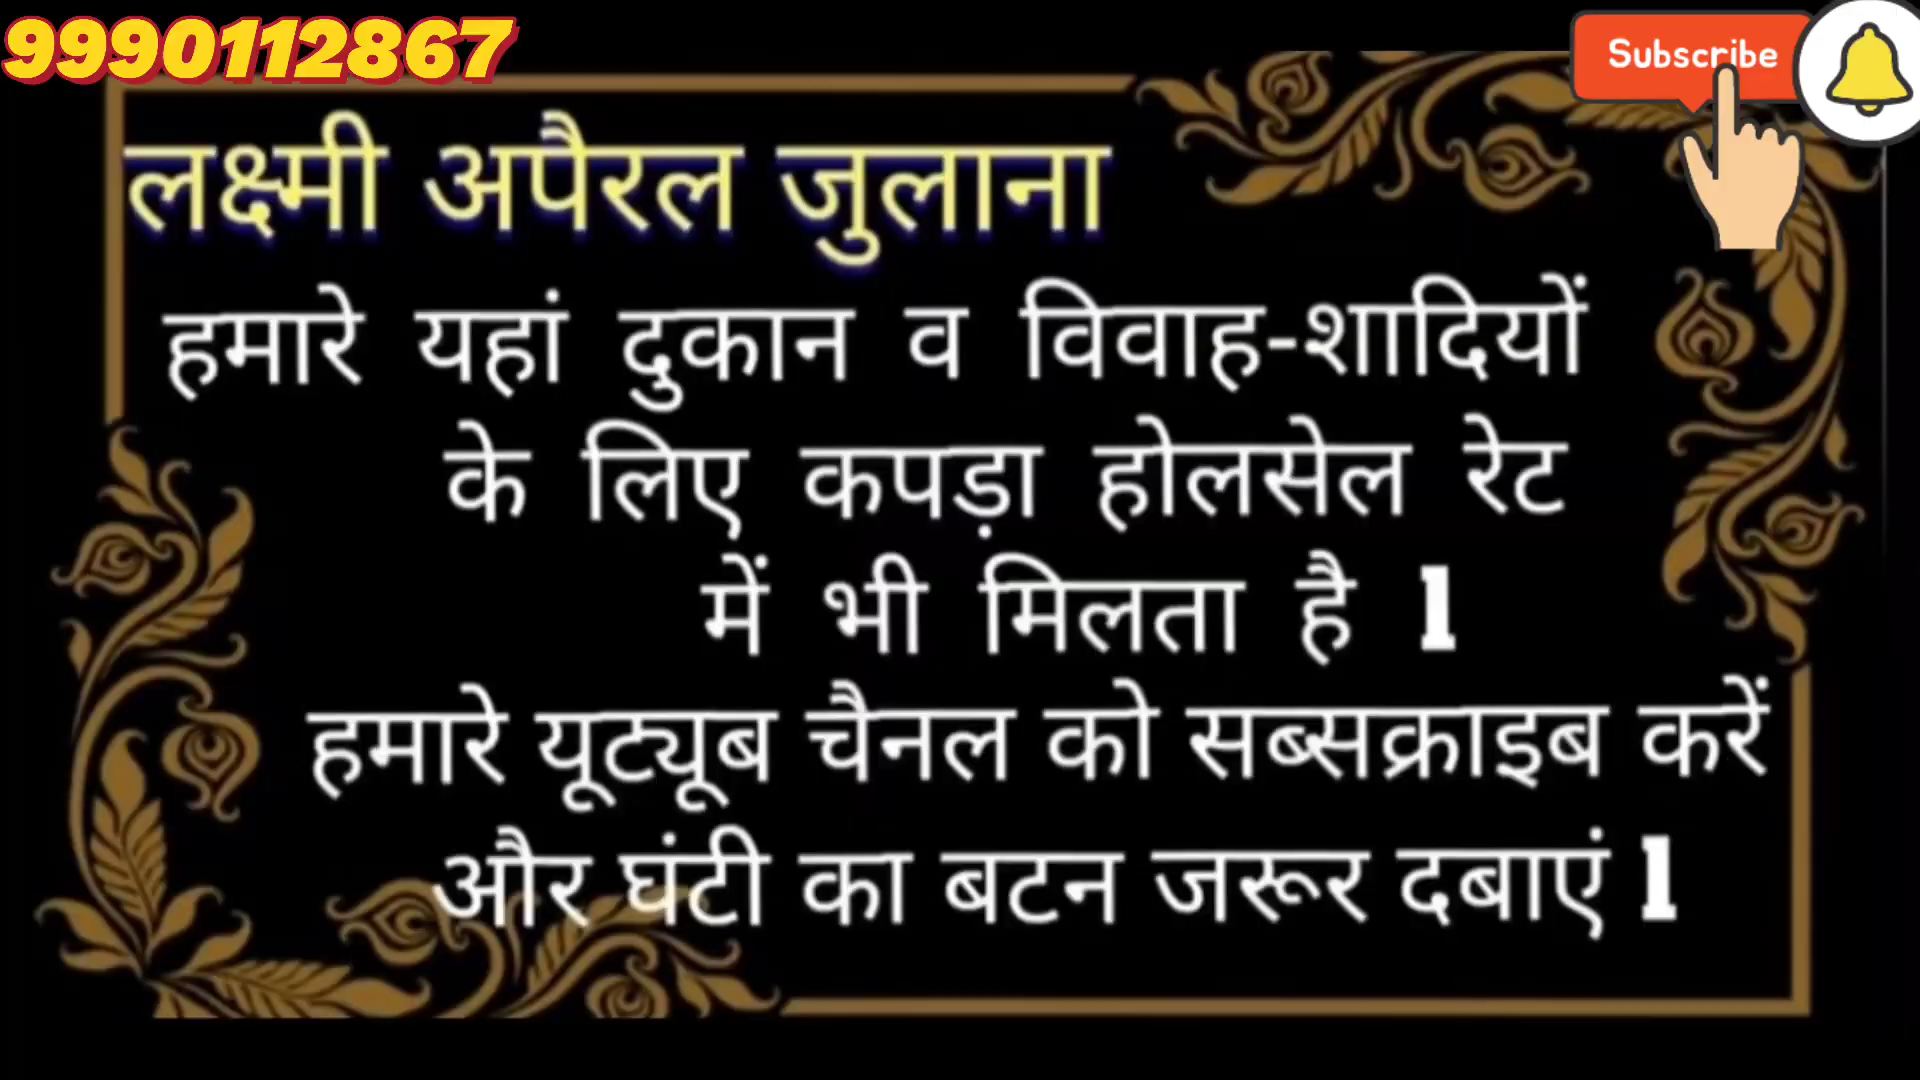 9990112867
Subscribe
लक्ष्मी अपैरल जुलाना
हमारे यहां दुकान व विवाह-शादियों
के लिए कपड़ा होलसेल रेट
में भी मिलता है l
हमारे यूट्यूब चैनल को सब्सक्राइब करें
और घंटी का बटन जरूर दबाएं l